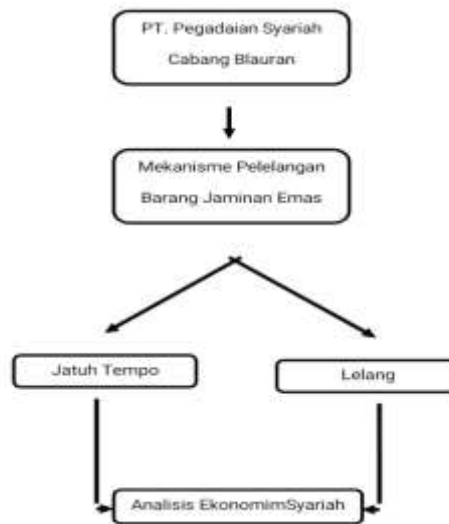 PT. Pegadaian Syariah
Cabang Blauran
Mekanisme Pelelangan
Barang Jaminan Emas
Jatuh Tempo
Lelang
Analisis EkonomimSyariah